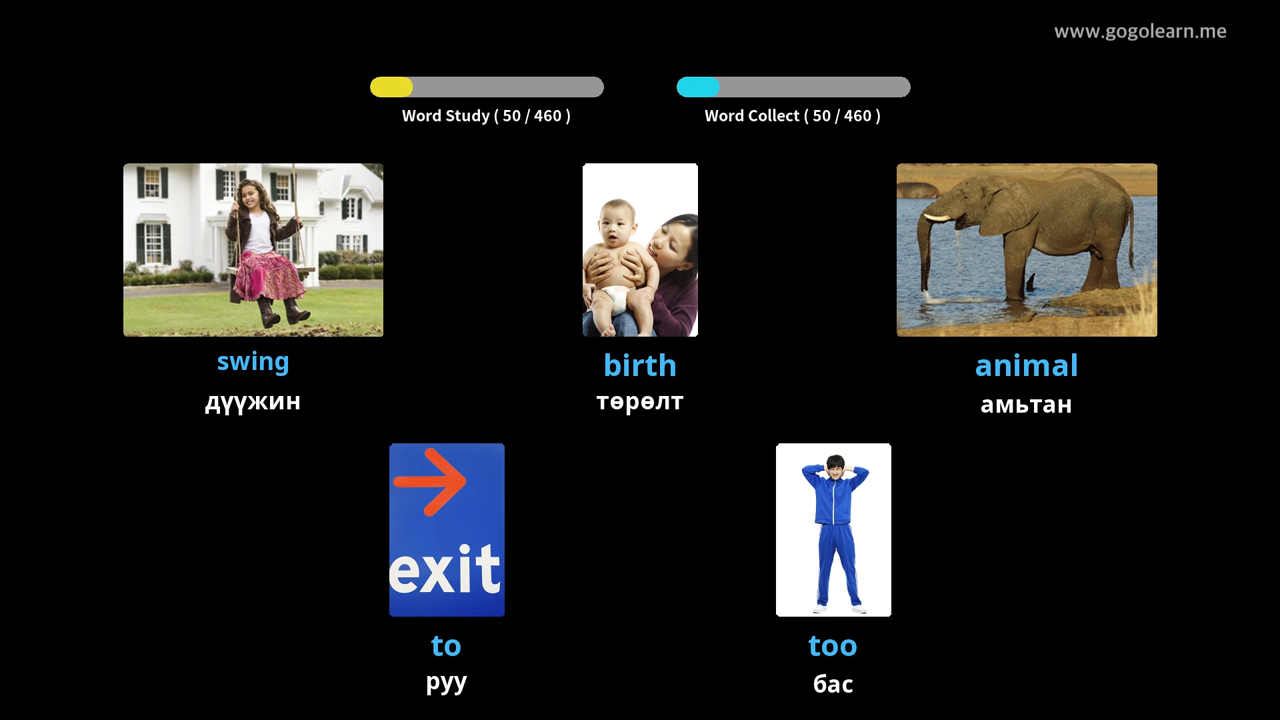 www.gogolearn.me
Word Study ( 50 / 460 )
Word Collect ( 50 / 460 )
swing
дүүжин
birth
төрөлт
animal
амьтан
exit
to
руу
too
бас